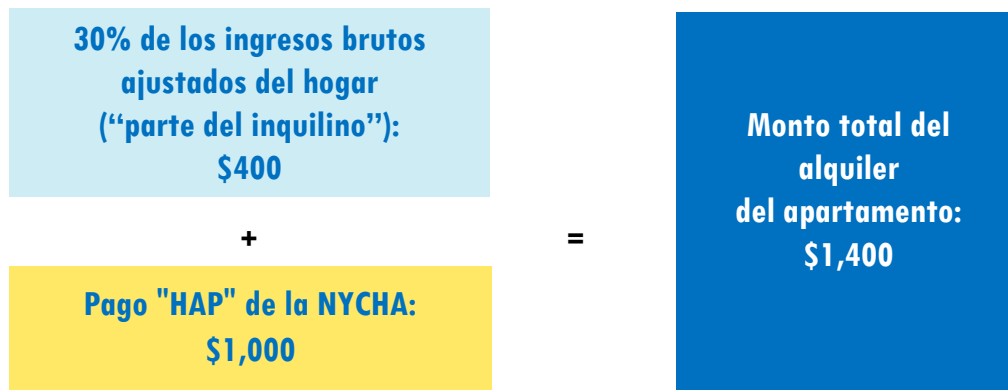 30% de los ingresos brutos
ajustados del hogar
(“parte del inquilino”):
$400
+
Pago "HAP" de la NYCHA:
$1,000
=
Monto total del
alquiler
del apartamento:
$1,400